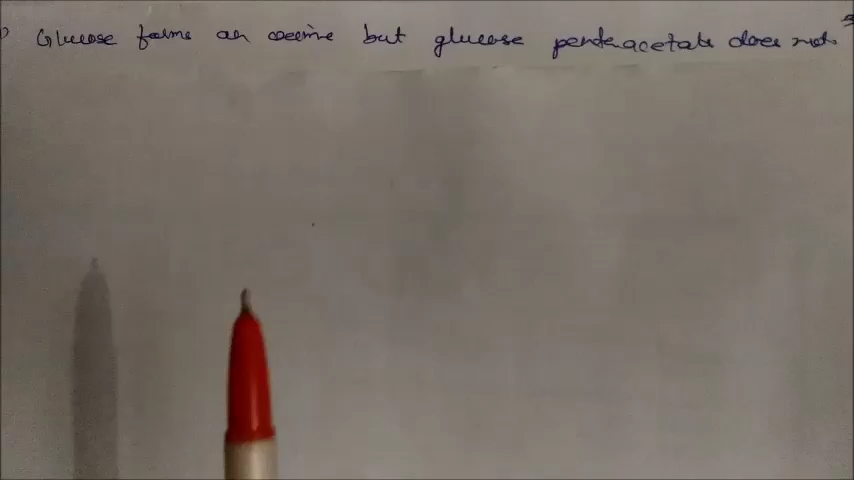 Glucose forms an oxime but glucose pentaacetate does not